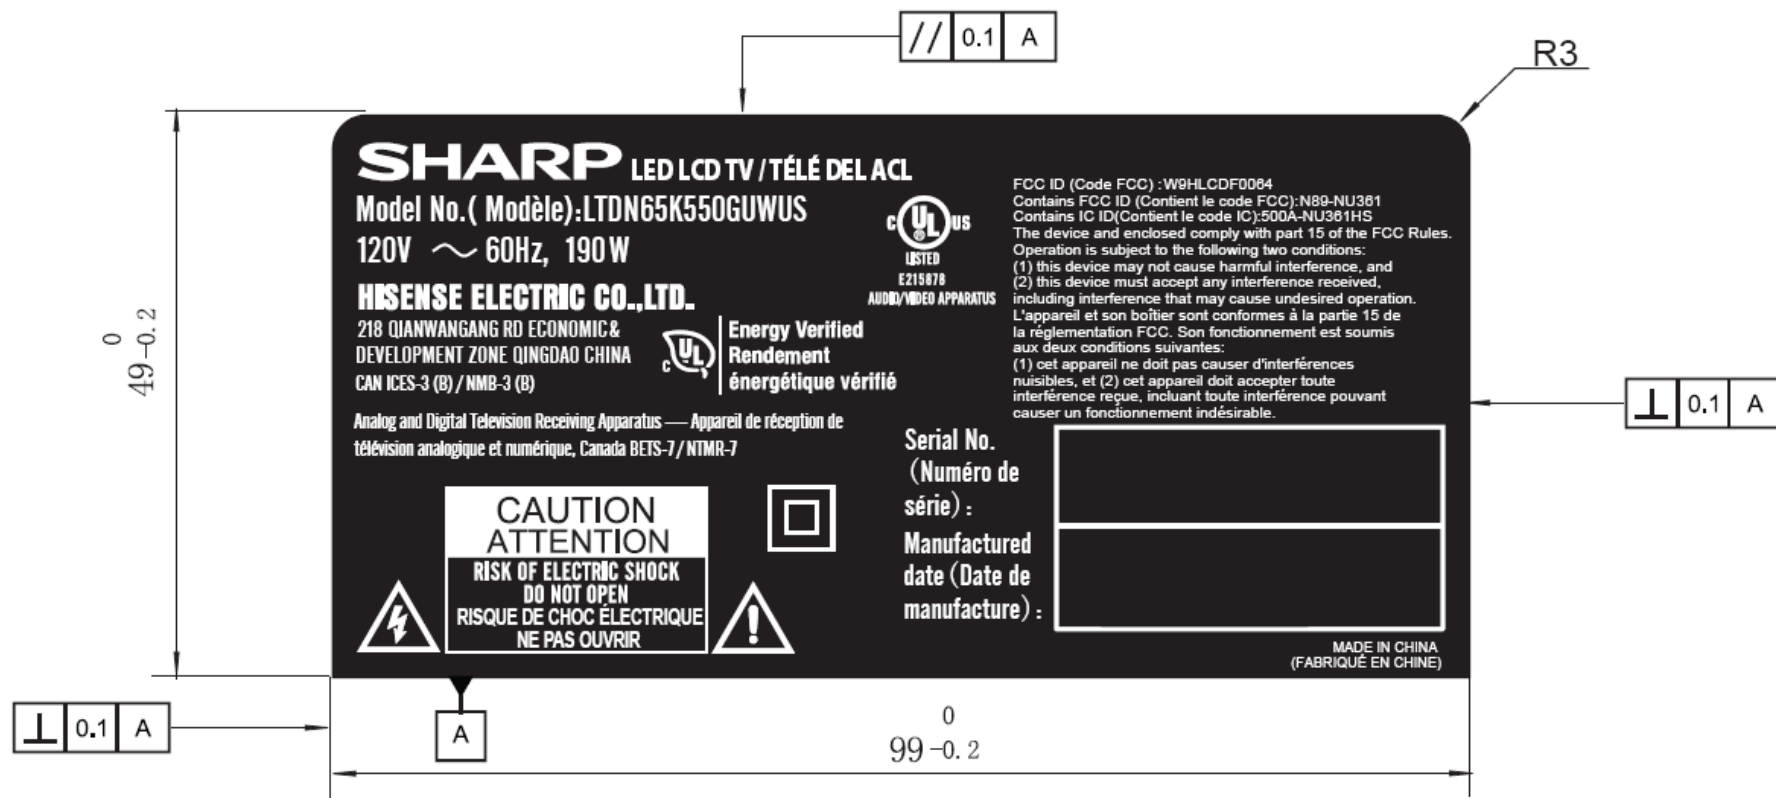 // 0.1 A
R3
SHARP LED LCD TV / TÉLÉ DEL ACL
Model No.( Modèle):LTDN65K550GUWUS
120V ～ 60Hz, 190W
HISENSE ELECTRIC CO.,LTD.
218 QIANWANGANG RD ECONOMIC&
DEVELOPMENT ZONE QINGDAO CHINA
CAN ICES-3 (B) / NMB-3 (B)
C UL
Energy Verified
Rendement
énergétique vérifié
C UL US
LISTED
E215878
AUDIO/VIDEO APPARATUS
FCC ID (Code FCC) :W9HLCDF0064
Contains FCC ID (Contient le code FCC):N89-NU361
Contains IC ID(Contient le code IC):500A-NU361HS
The device and enclosed comply with part 15 of the FCC Rules.
Operation is subject to the following two conditions:
(1) this device may not cause harmful interference, and
(2) this device must accept any interference received,
including interference that may cause undesired operation.
L'appareil et son boîtier sont conformes à la partie 15 de
la réglementation FCC. Son fonctionnement est soumis
aux deux conditions suivantes:
(1) cet appareil ne doit pas causer d'interférences
nuisibles, et (2) cet appareil doit accepter toute
interférence reçue, incluant toute interférence pouvant
causer un fonctionnement indésirable.
Analog and Digital Television Receiving Apparatus — Appareil de réception de
télévision analogique et numérique, Canada BETS-7 / NTMR-7
CAUTION
ATTENTION
RISK OF ELECTRIC SHOCK
DO NOT OPEN
RISQUE DE CHOC ÉLECTRIQUE
NE PAS OUVRIR
Serial No.
(Numéro de
série) :
Manufactured
date (Date de
manufacture) :
MADE IN CHINA
(FABRIQUÉ EN CHINE)
0
49-0.2
⊥ 0.1 A
⊥ 0.1 A
A
0
99-0.2